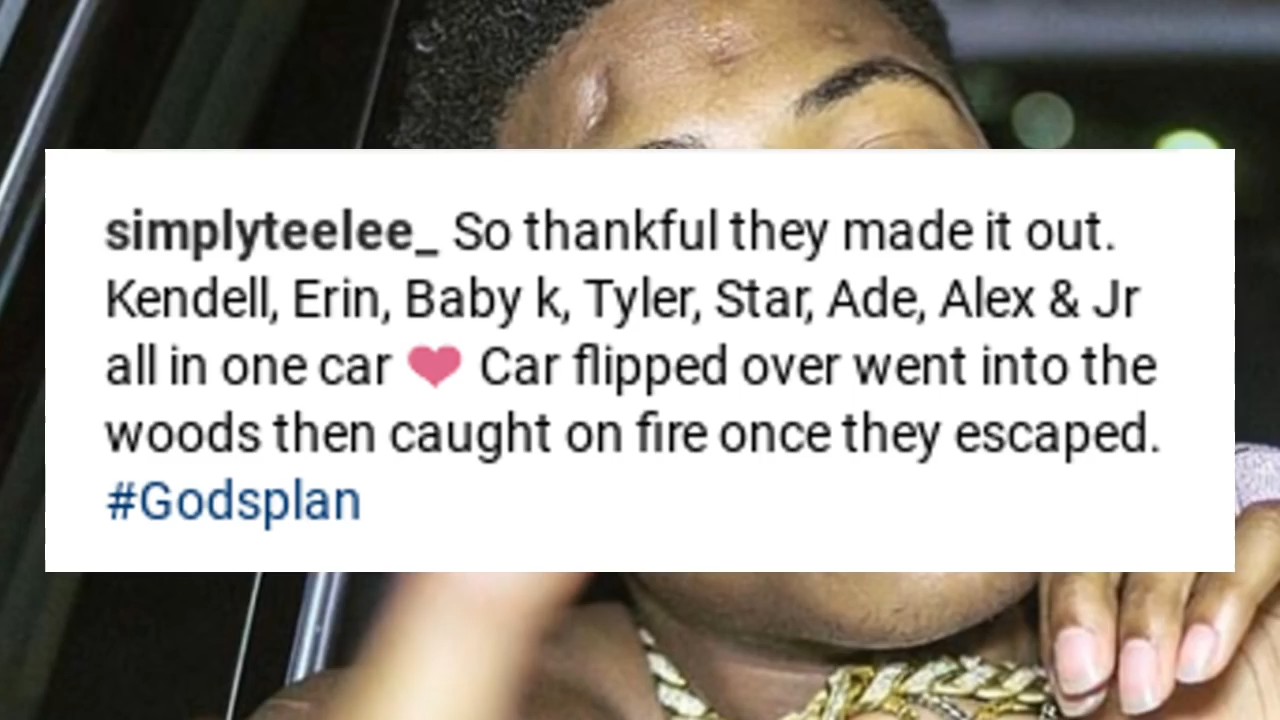 simplyteelee_ So thankful they made it out.
Kendell, Erin, Baby k, Tyler, Star, Ade, Alex & Jr
all in one car ❤ Car flipped over went into the
woods then caught on fire once they escaped.
#Godsplan